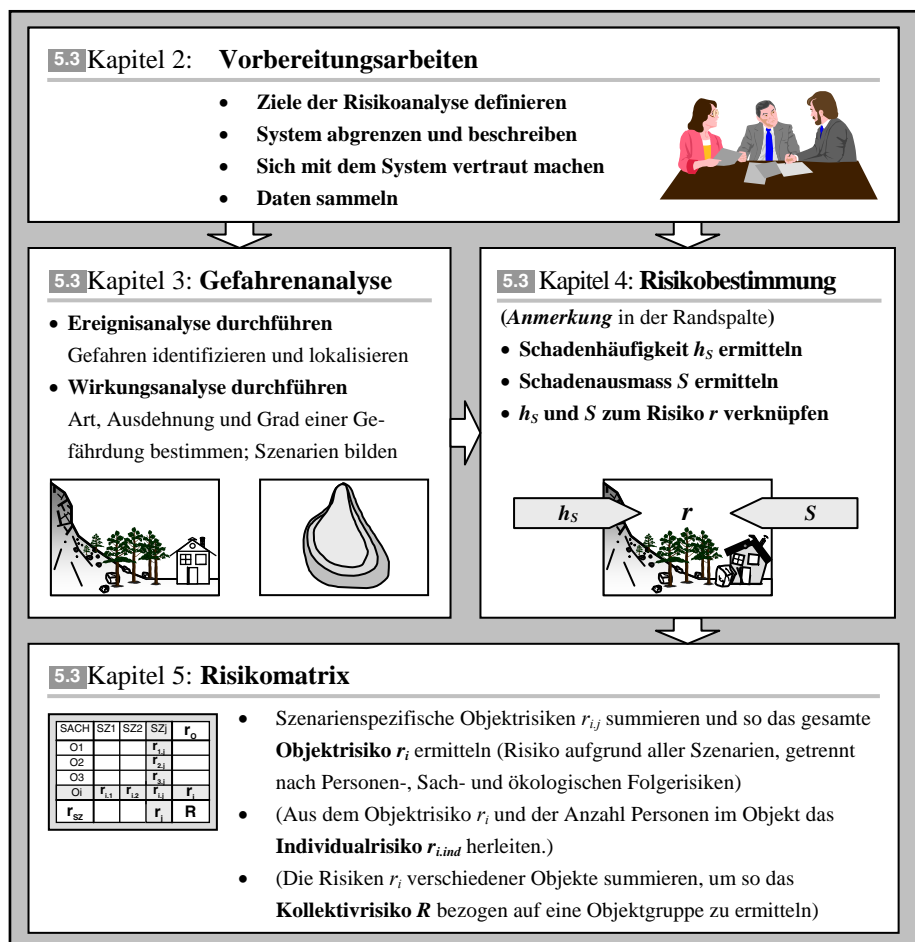 5.3 Kapitel 2: Vorbereitungsarbeiten
• Ziele der Risikoanalyse definieren
• System abgrenzen und beschreiben
• Sich mit dem System vertraut machen
• Daten sammeln
5.3 Kapitel 3: Gefahrenanalyse
• Ereignisanalyse durchführen
Gefahren identifizieren und lokalisieren
• Wirkungsanalyse durchführen
Art, Ausdehnung und Grad einer Ge-
fährdung bestimmen; Szenarien bilden
5.3 Kapitel 4: Risikobestimmung
(Anmerkung in der Randspalte)
• Schadenhäufigkeit hS ermitteln
• Schadenausmass S ermitteln
• hS und S zum Risiko r verknüpfen
hS r S
5.3 Kapitel 5: Risikomatrix
SACH SZ1 SZ2 SZj rO
O1 r1,j
O2 r2,j
O3 r3,j
Oi ri,1 ri,2 ri,j ri
rSZ rj R
• Szenarienspezifische Objektrisiken ri,j summieren und so das gesamte
Objektrisiko ri ermitteln (Risiko aufgrund aller Szenarien, getrennt
nach Personen-, Sach- und ökologischen Folgerisiken)
• (Aus dem Objektrisiko ri und der Anzahl Personen im Objekt das
Individualrisiko ri.ind herleiten.)
• (Die Risiken ri verschiedener Objekte summieren, um so das
Kollektivrisiko R bezogen auf eine Objektgruppe zu ermitteln)